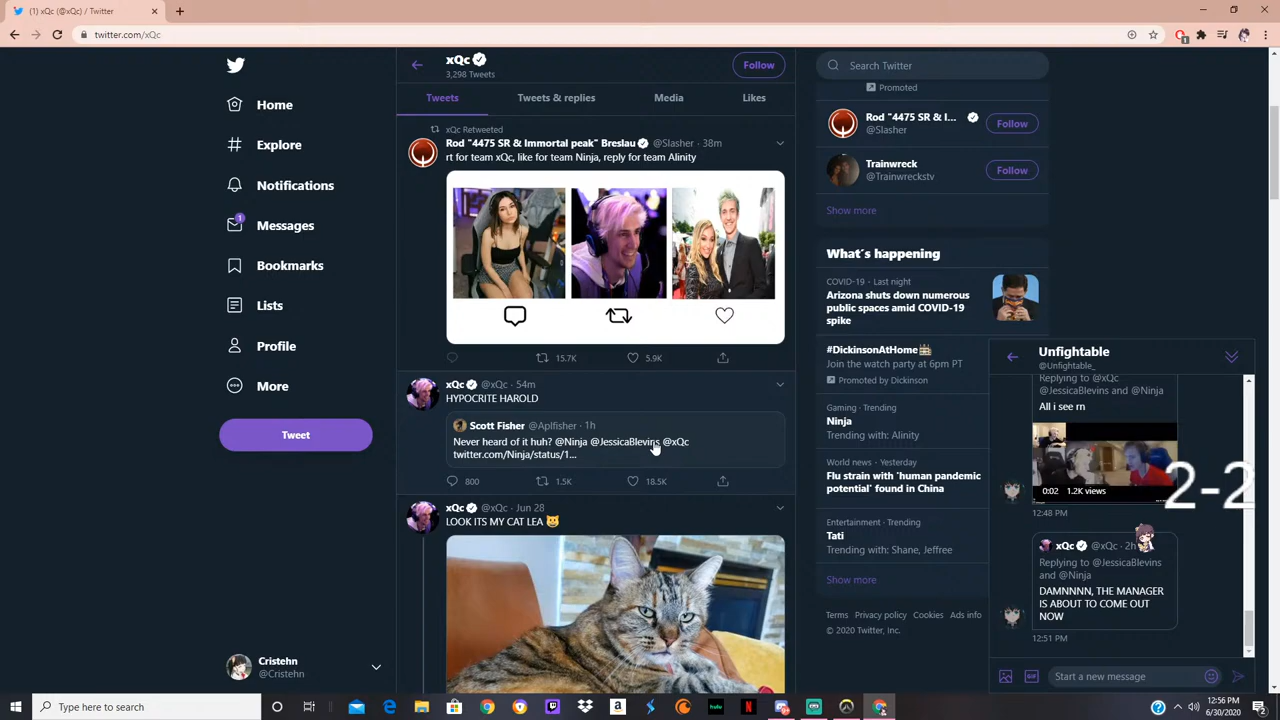 (1) xQc (@xQc) / Twitter
twitter.com/xQc
1
xQc
3,298 Tweets
Follow
Tweets
Tweets & replies
Media
Likes
Home
Explore
Notifications
1
Messages
Bookmarks
Lists
Profile
More
Tweet
Cristehn
@Cristehn
xQc Retweeted
Rod "4475 SR & Immortal peak" Breslau @Slasher · 38m
rt for team xQc, like for team Ninja, reply for team Alinity
15.7K
5.9K
xQc @xQc · 54m
HYPOCRITE HAROLD
Scott Fisher @Aplfisher · 1h
Never heard of it huh? @Ninja @JessicaBlevins @xQc
twitter.com/Ninja/status/1...
800
1.5K
18.5K
xQc @xQc · Jun 28
LOOK ITS MY CAT LEA
Search Twitter
Promoted
Rod "4475 SR & I...
@Slasher
Follow
Trainwreck
@Trainwreckstv
Follow
Show more
What's happening
COVID-19 · Last night
Arizona shuts down numerous
public spaces amid COVID-19
spike
#DickinsonAtHome
Join the watch party at 6pm PT
Promoted by Dickinson
Gaming · Trending
Ninja
Trending with: Alinity
World news · Yesterday
Flu strain with 'human pandemic
potential' found in China
Entertainment · Trending
Tati
Trending with: Shane, Jeffree
Show more
Terms Privacy policy Cookies Ads info
© 2020 Twitter, Inc.
Unfightable
@Unfightable_
Replying to @xQc
@JessicaBlevins and @Ninja
All i see rn
0:02 1.2K views
2-2
12:48 PM
xQc @xQc · 2h
Replying to @JessicaBlevins
and @Ninja
DAMNNNN, THE MANAGER
IS ABOUT TO COME OUT
NOW
12:51 PM
Start a new message
Type here to search
hulu
12:56 PM
6/30/2020
2